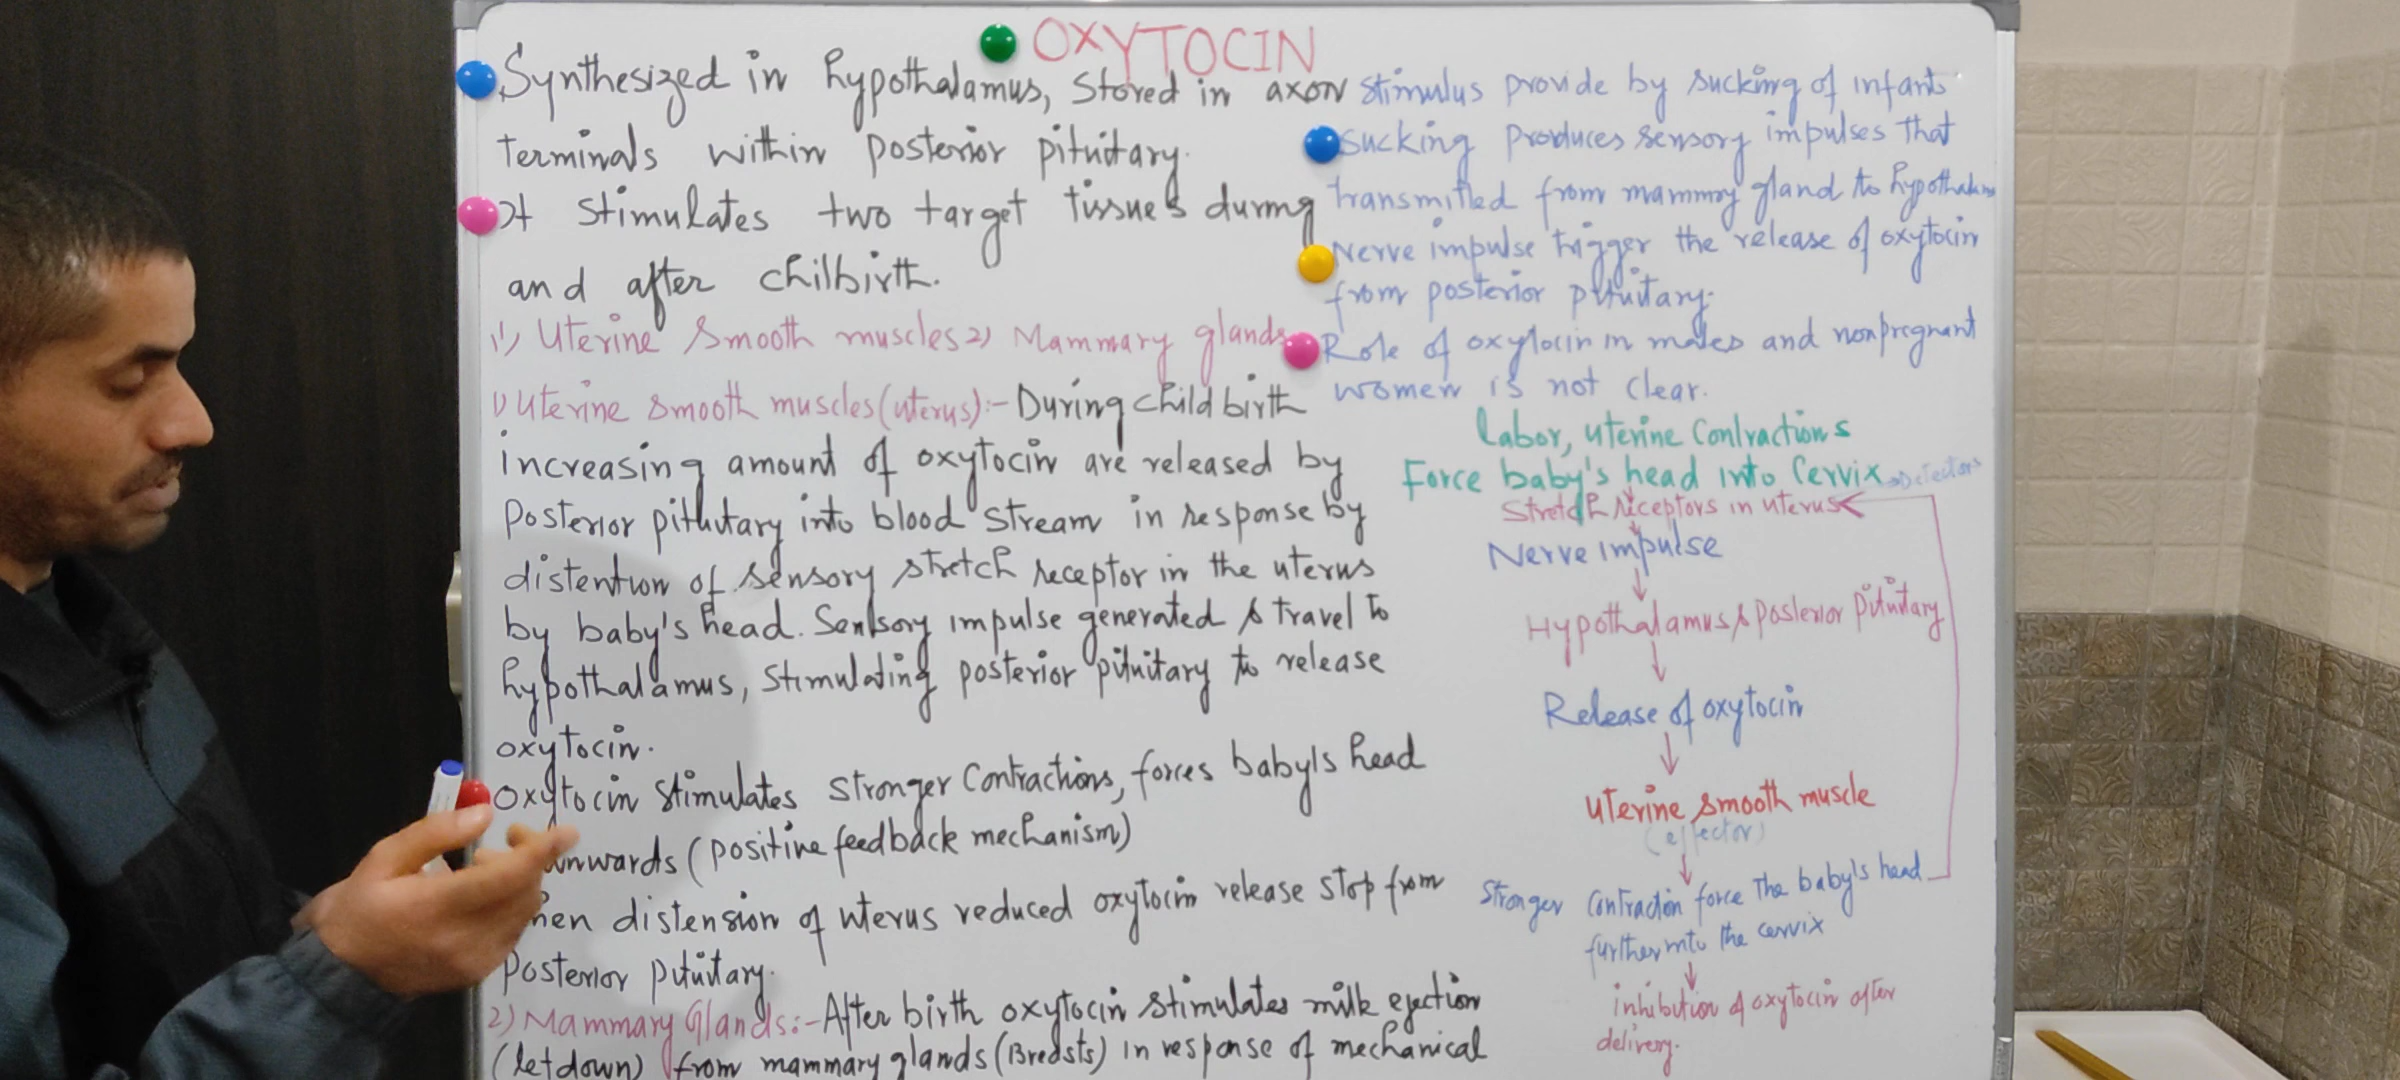 OXYTOCIN
Synthesized in hypothalamus, stored in axon
terminals within posterior pituitary.
It stimulates two target tissues during
and after chilbirth.
1) Uterine smooth muscles 2) Mammary glands
1) Uterine smooth muscles (uterus):- During child birth
increasing amount of oxytocin are released by
posterior pituitary into blood stream in response by
distention of sensory stretch receptor in the uterus
by baby's head. Sensory impulse generated & travel to
hypothalamus, stimulating posterior pituitary to release
oxytocin.
oxytocin stimulates stronger contractions, forces baby's head
(positive feedback mechanism)
distension of uterus reduced oxytocin release stop from
posterior pituitary.
2) Mammary Glands:- After birth oxytocin stimulates milk ejection
(letdown) from mammary glands (Breasts) in response of mechanical
stimulus provide by sucking of infants
sucking produces sensory impulses that
transmitted from mammry gland to hypothalamus
Nerve impulse trigger the release of oxytocin
from posterior pituitary.
Role of oxytocin in males and nonpregnant
women is not clear.
Labor, uterine contractions
Force baby's head into cervix
stretch receptors in uterus
Nerve impulse
Hypothalamus & posterior pituitary
Release of oxytocin
uterine smooth muscle
(effector)
Stronger contraction force the baby's head
further into the cervix
inhibition of oxytocin after
delivery.